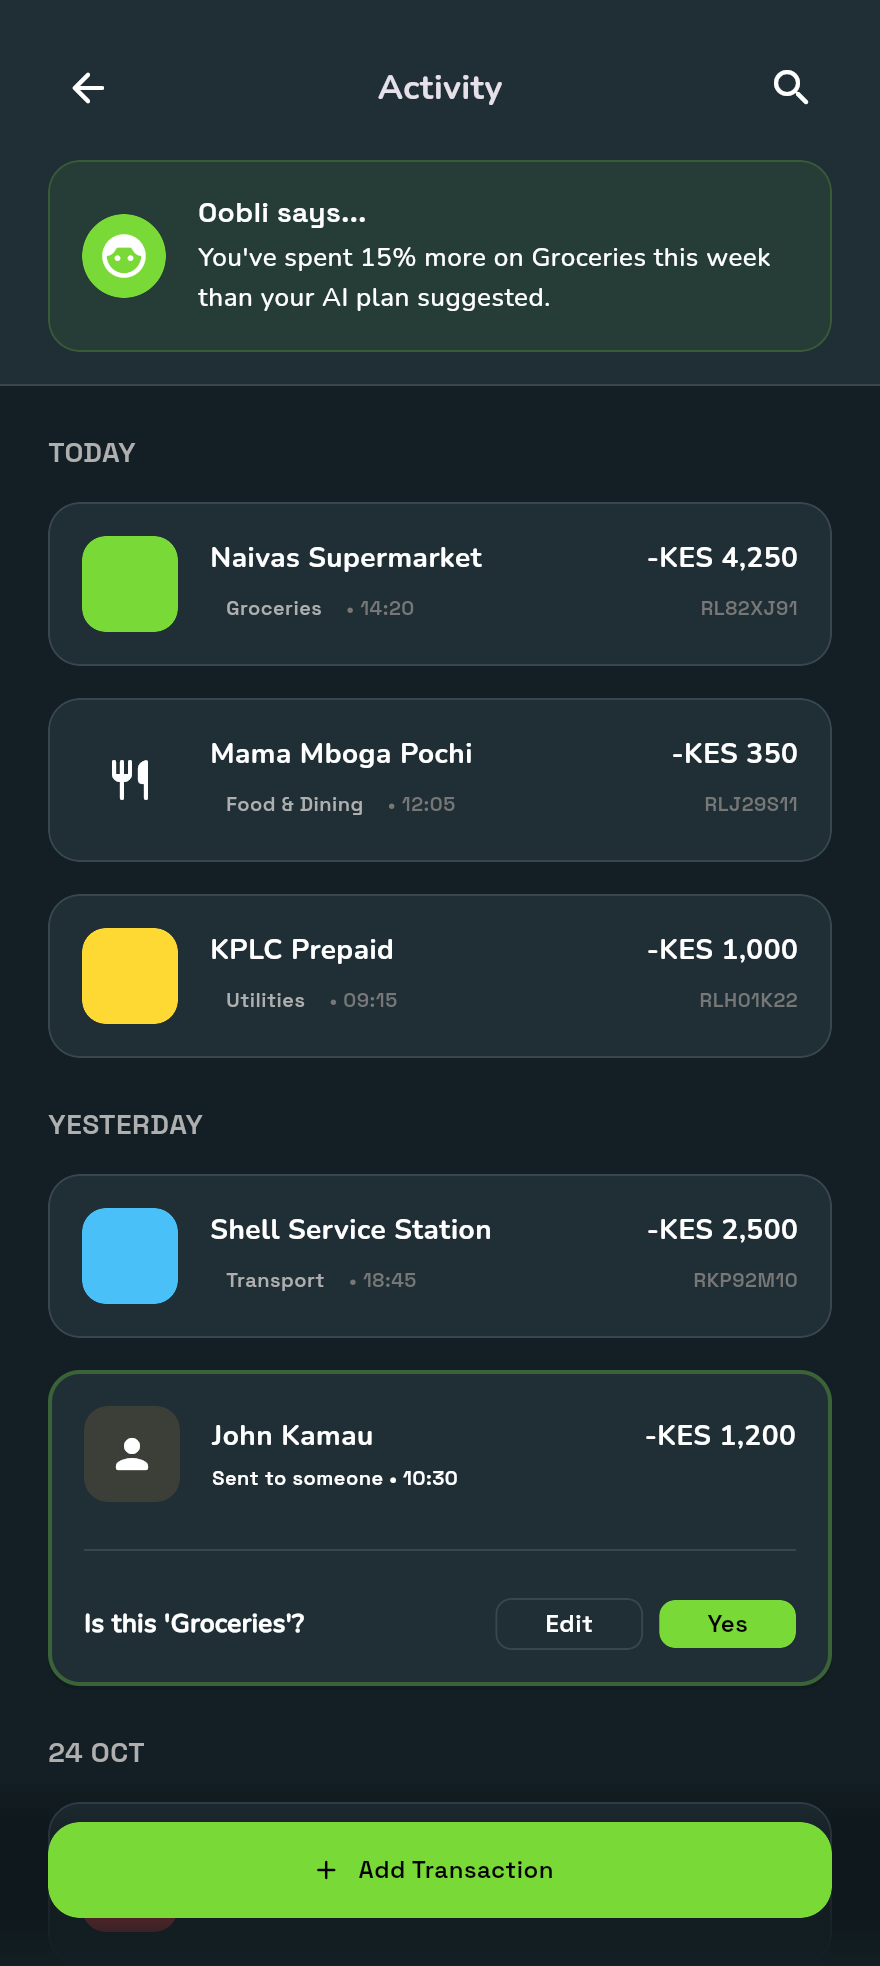 Activity
Oobli says...
You've spent 15% more on Groceries this week
than your AI plan suggested.
TODAY
Naivas Supermarket -KES 4,250
Groceries • 14:20 RL82XJ91
Mama Mboga Pochi -KES 350
Food & Dining • 12:05 RLJ29S11
KPLC Prepaid -KES 1,000
Utilities • 09:15 RLH01K22
YESTERDAY
Shell Service Station -KES 2,500
Transport • 18:45 RKP92M10
John Kamau -KES 1,200
Sent to someone • 10:30
Is this 'Groceries'? Edit Yes
24 OCT
+ Add Transaction